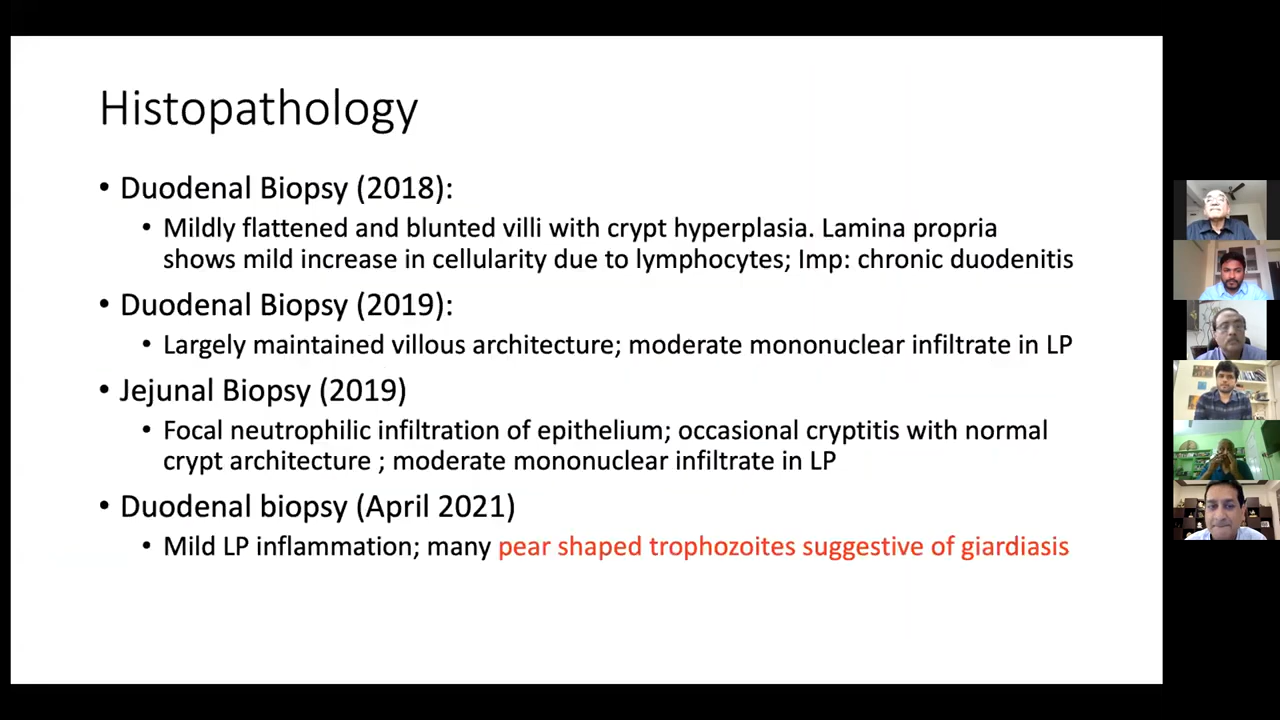 Histopathology
• Duodenal Biopsy (2018):
• Mildly flattened and blunted villi with crypt hyperplasia. Lamina propria
shows mild increase in cellularity due to lymphocytes; Imp: chronic duodenitis
• Duodenal Biopsy (2019):
• Largely maintained villous architecture; moderate mononuclear infiltrate in LP
• Jejunal Biopsy (2019)
• Focal neutrophilic infiltration of epithelium; occasional cryptitis with normal
crypt architecture ; moderate mononuclear infiltrate in LP
• Duodenal biopsy (April 2021)
• Mild LP inflammation; many pear shaped trophozoites suggestive of giardiasis